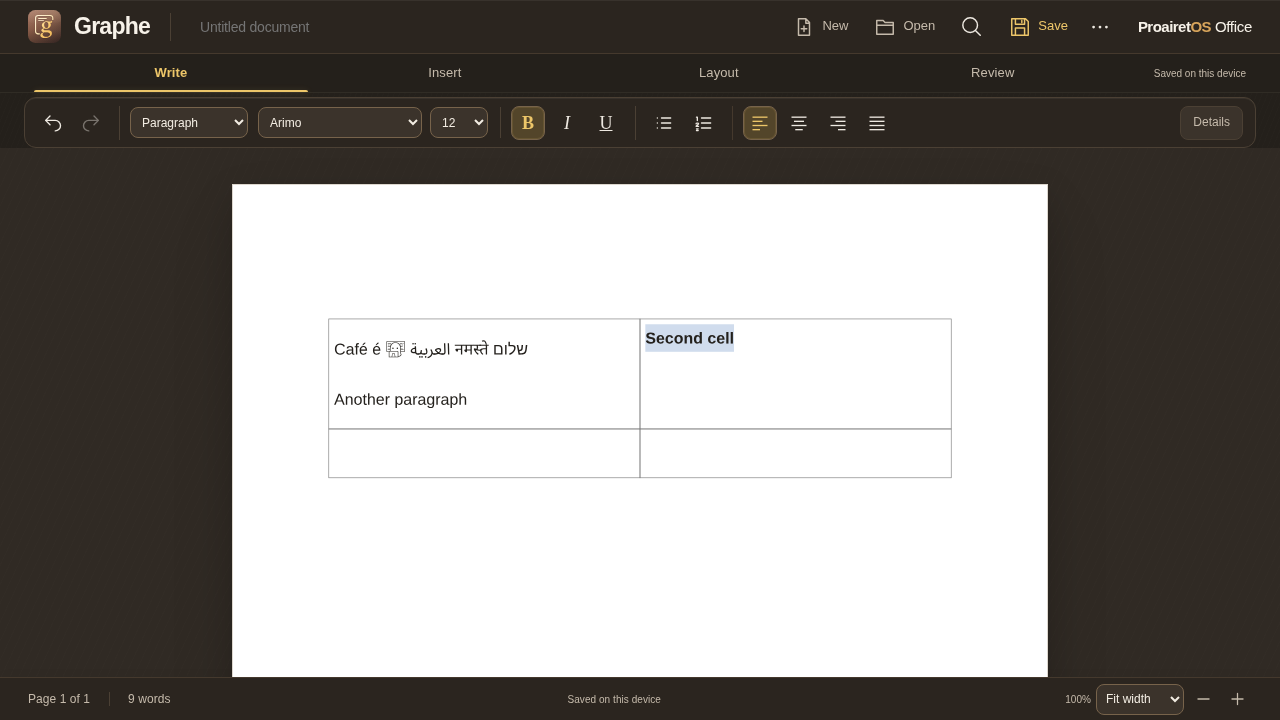 Graphe
Untitled document
New
Open
Save
ProairetOS Office
Write
Insert
Layout
Review
Saved on this device
Paragraph
Arimo
12
B
I
U
Details
Café é العربية नमस्ते שלום
Another paragraph
Second cell
Page 1 of 1
9 words
Saved on this device
100%
Fit width